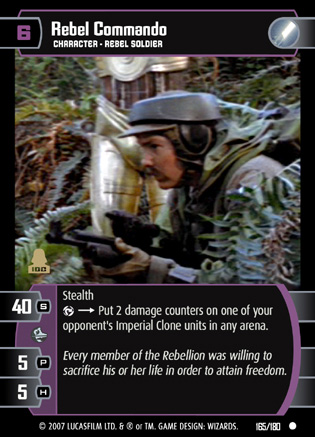 6
Rebel Commando
CHARACTER • REBEL SOLDIER
100
40 S
Stealth
→ Put 2 damage counters on one of your
opponent's Imperial Clone units in any arena.
5 P
Every member of the Rebellion was willing to
sacrifice his or her life in order to attain freedom.
5 H
© 2007 LUCASFILM LTD. & ® or TM. GAME DESIGN: WIZARDS.
165/180